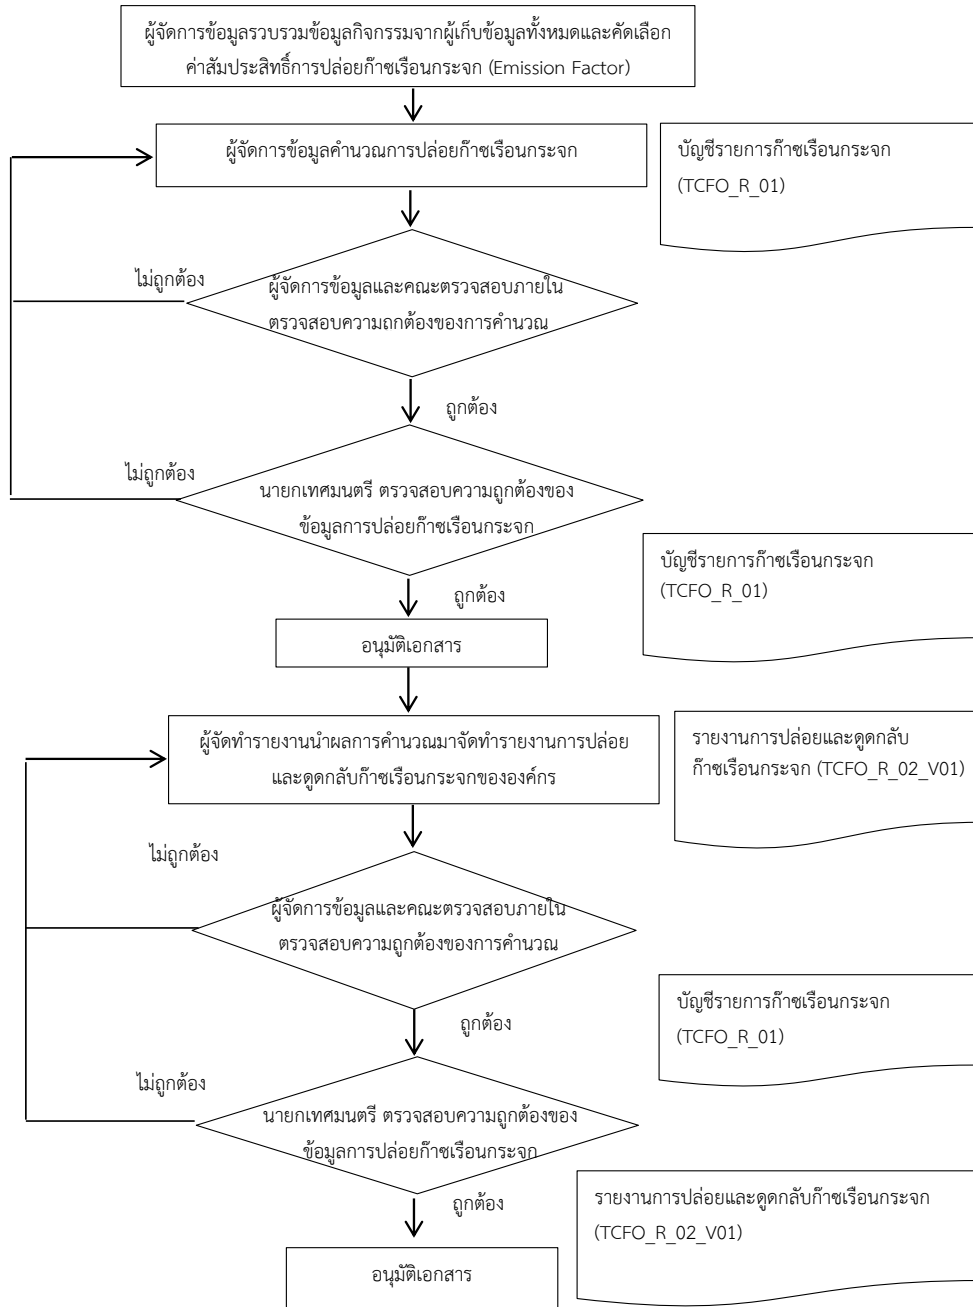 ผู้จัดการข้อมูลรวบรวมข้อมูลกิจกรรมจากผู้เก็บข้อมูลทั้งหมดและคัดเลือก
ค่าสัมประสิทธิ์การปล่อยก๊าซเรือนกระจก (Emission Factor)
ผู้จัดการข้อมูลคำนวณการปล่อยก๊าซเรือนกระจก
บัญชีรายการก๊าซเรือนกระจก
(TCFO_R_01)
ไม่ถูกต้อง
ผู้จัดการข้อมูลและคณะตรวจสอบภายใน
ตรวจสอบความถกต้องของการคำนวณ
ถูกต้อง
ไม่ถูกต้อง
นายกเทศมนตรี ตรวจสอบความถูกต้องของ
ข้อมูลการปล่อยก๊าซเรือนกระจก
บัญชีรายการก๊าซเรือนกระจก
(TCFO_R_01)
ถูกต้อง
อนุมัติเอกสาร
ผู้จัดทำรายงานนำผลการคำนวณมาจัดทำรายงานการปล่อย
และดูดกลับก๊าซเรือนกระจกขององค์กร
รายงานการปล่อยและดูดกลับ
ก๊าซเรือนกระจก (TCFO_R_02_V01)
ไม่ถูกต้อง
ผู้จัดการข้อมูลและคณะตรวจสอบภายใน
ตรวจสอบความถูกต้องของการคำนวณ
บัญชีรายการก๊าซเรือนกระจก
(TCFO_R_01)
ถูกต้อง
ไม่ถูกต้อง
นายกเทศมนตรี ตรวจสอบความถูกต้องของ
ข้อมูลการปล่อยก๊าซเรือนกระจก
รายงานการปล่อยและดูดกลับก๊าซเรือนกระจก
(TCFO_R_02_V01)
ถูกต้อง
อนุมัติเอกสาร